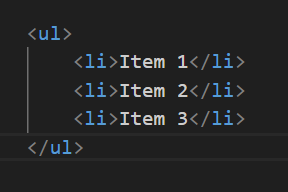 <ul>
    <li>Item 1</li>
    <li>Item 2</li>
    <li>Item 3</li>
</ul>